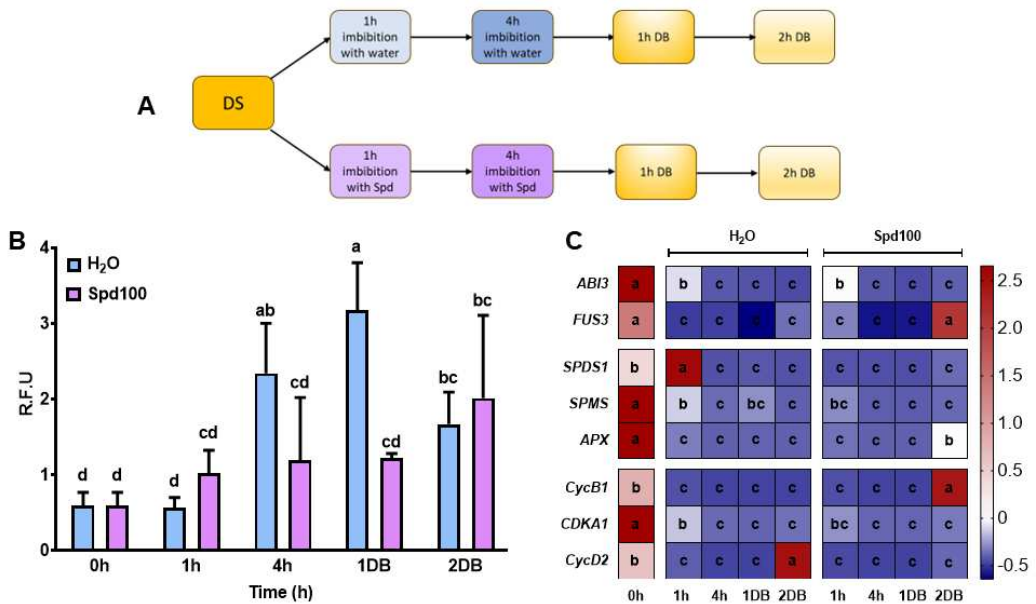 A
DS
1h
imbibition
with water
4h
imbibition
with water
1h DB
2h DB
1h
imbibition
with Spd
4h
imbibition
with Spd
1h DB
2h DB
B
R.F.U
4
3
2
1
0
H2O
Spd100
d d d cd ab cd a cd bc bc
0h 1h 4h 1DB 2DB
Time (h)
C
H2O Spd100
ABI3 a b c c c b c c c
FUS3 a c c c c c c c a
SPDS1 b a c c c c c c c
SPMS a b c bc c bc c c c
APX a c c c c c c c b
CycB1 b c c c c c c c a
CDKA1 a b c c c bc c c c
CycD2 b c c c a c c c c
0h 1h 4h 1DB 2DB 1h 4h 1DB 2DB
2.5
2.0
1.5
1.0
0.5
0
-0.5